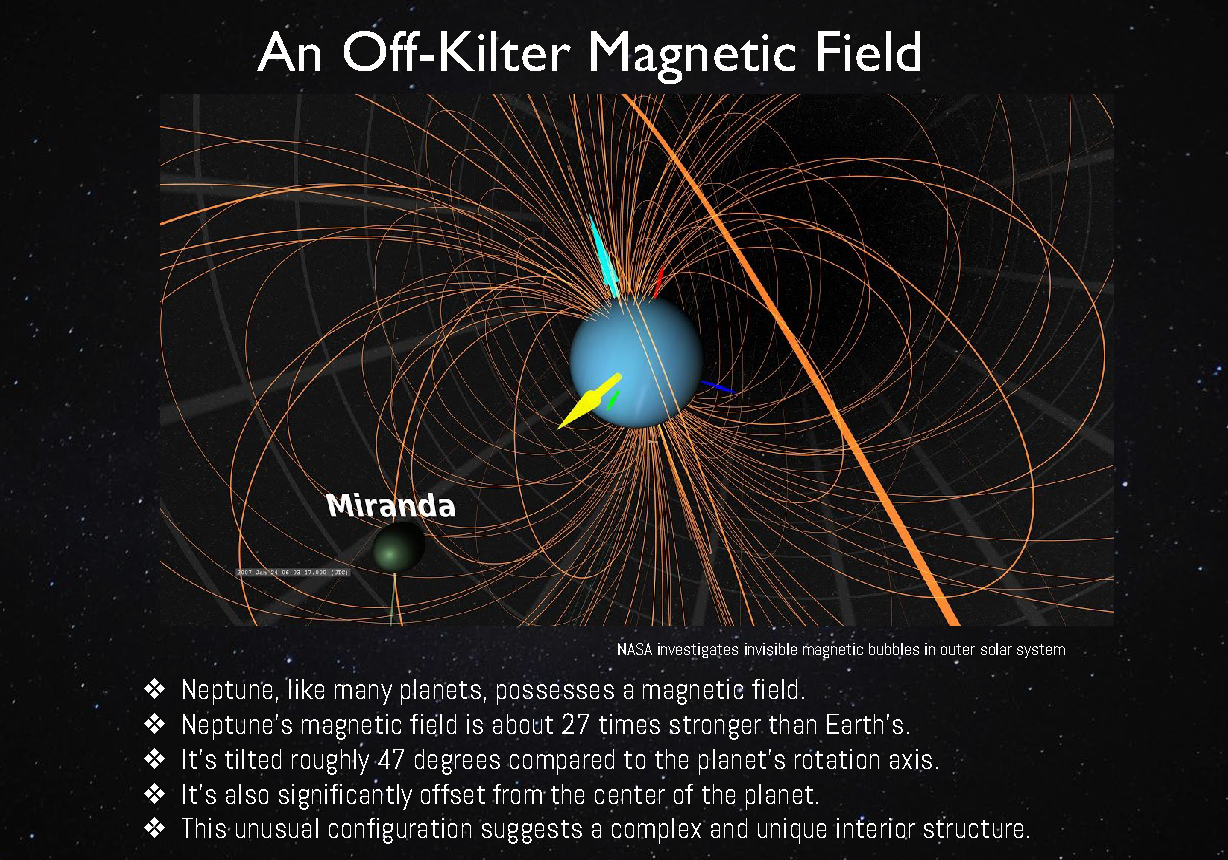 An Off-Kilter Magnetic Field
Miranda
NASA investigates invisible magnetic bubbles in outer solar system
❖ Neptune, like many planets, possesses a magnetic field.
❖ Neptune's magnetic field is about 27 times stronger than Earth's.
❖ It's tilted roughly 47 degrees compared to the planet's rotation axis.
❖ It's also significantly offset from the center of the planet.
❖ This unusual configuration suggests a complex and unique interior structure.